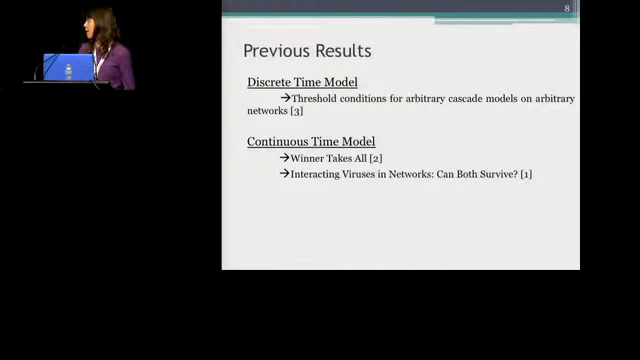 8
Previous Results
Discrete Time Model
→Threshold conditions for arbitrary cascade models on arbitrary
networks [3]
Continuous Time Model
→Winner Takes All [2]
→Interacting Viruses in Networks: Can Both Survive? [1]